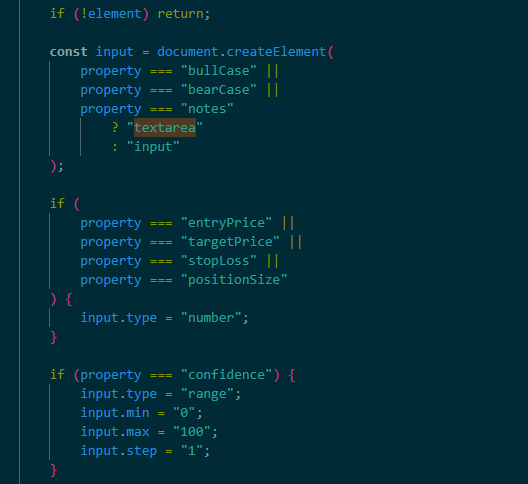 if (!element) return;
const input = document.createElement(
property === "bullCase" ||
property === "bearCase" ||
property === "notes"
? "textarea"
: "input"
);
if (
property === "entryPrice" ||
property === "targetPrice" ||
property === "stopLoss" ||
property === "positionSize"
) {
input.type = "number";
}
if (property === "confidence") {
input.type = "range";
input.min = "0";
input.max = "100";
input.step = "1";
}